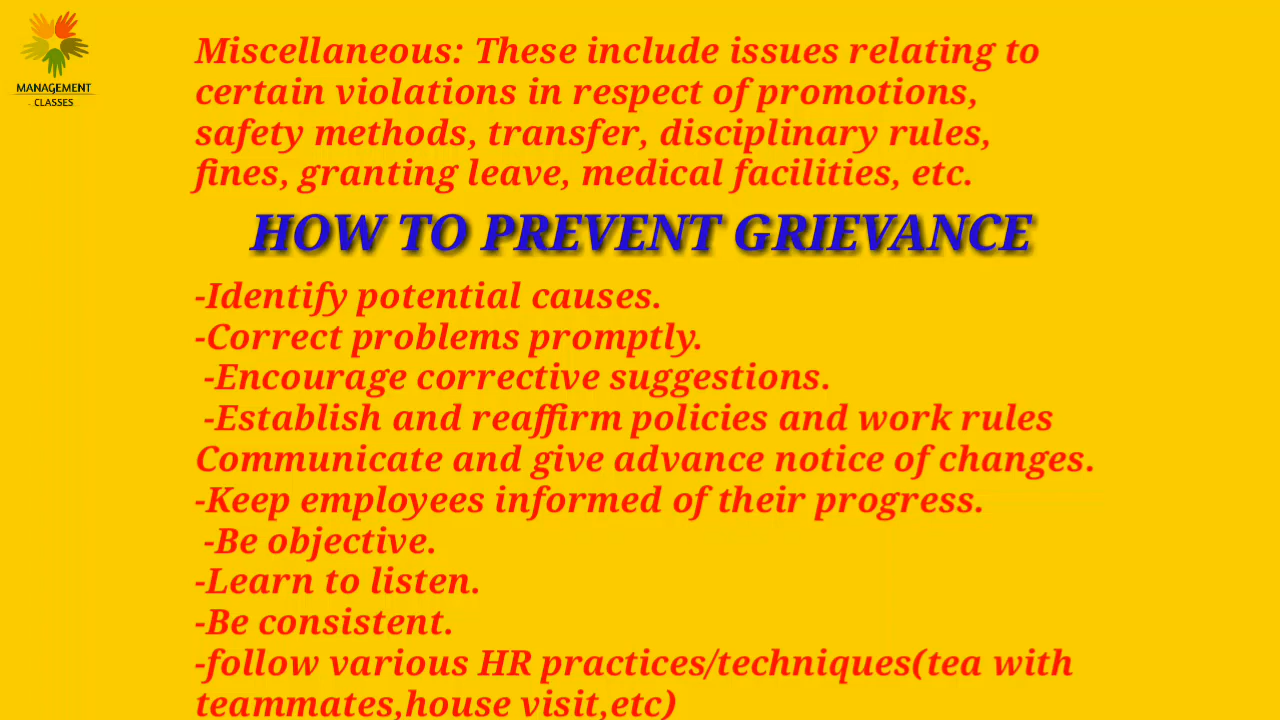 MANAGEMENT
CLASSES
Miscellaneous: These include issues relating to
certain violations in respect of promotions,
safety methods, transfer, disciplinary rules,
fines, granting leave, medical facilities, etc.
HOW TO PREVENT GRIEVANCE
-Identify potential causes.
-Correct problems promptly.
-Encourage corrective suggestions.
-Establish and reaffirm policies and work rules
Communicate and give advance notice of changes.
-Keep employees informed of their progress.
-Be objective.
-Learn to listen.
-Be consistent.
-follow various HR practices/techniques(tea with
teammates,house visit,etc)